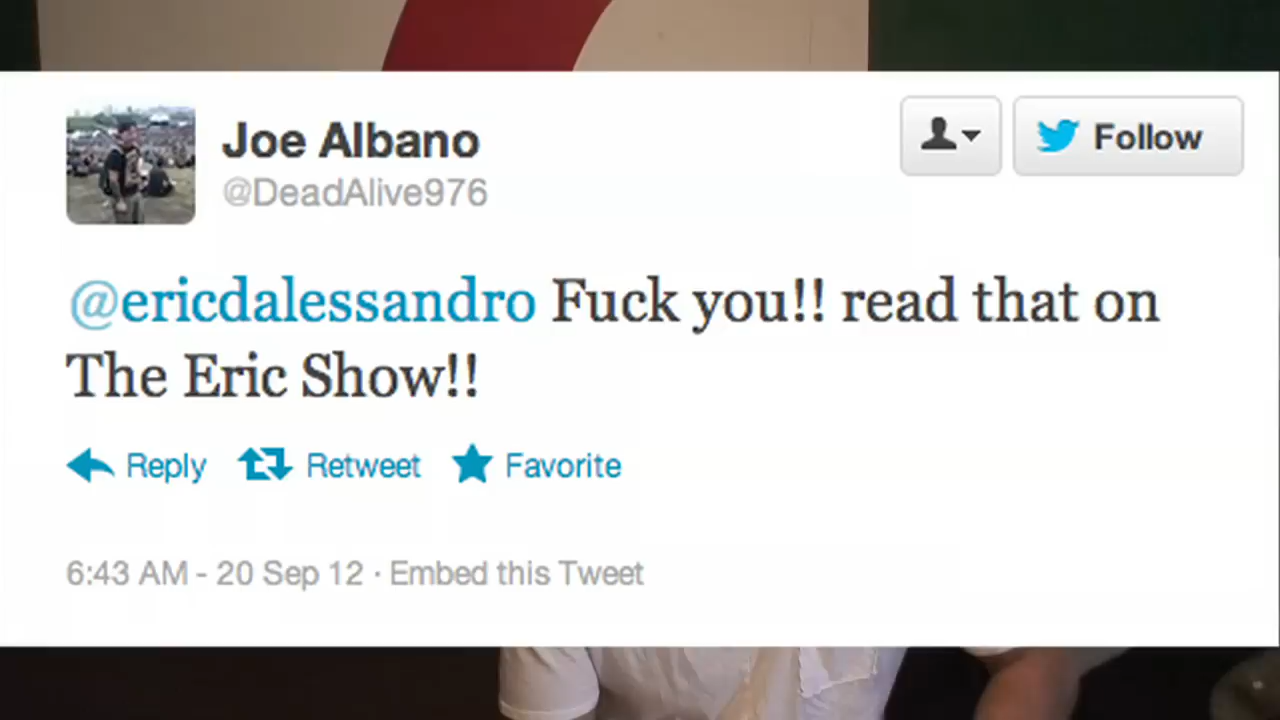 Joe Albano
@DeadAlive976
Follow
@ericdalessandro Fuck you!! read that on
The Eric Show!!
Reply Retweet Favorite
6:43 AM - 20 Sep 12 · Embed this Tweet